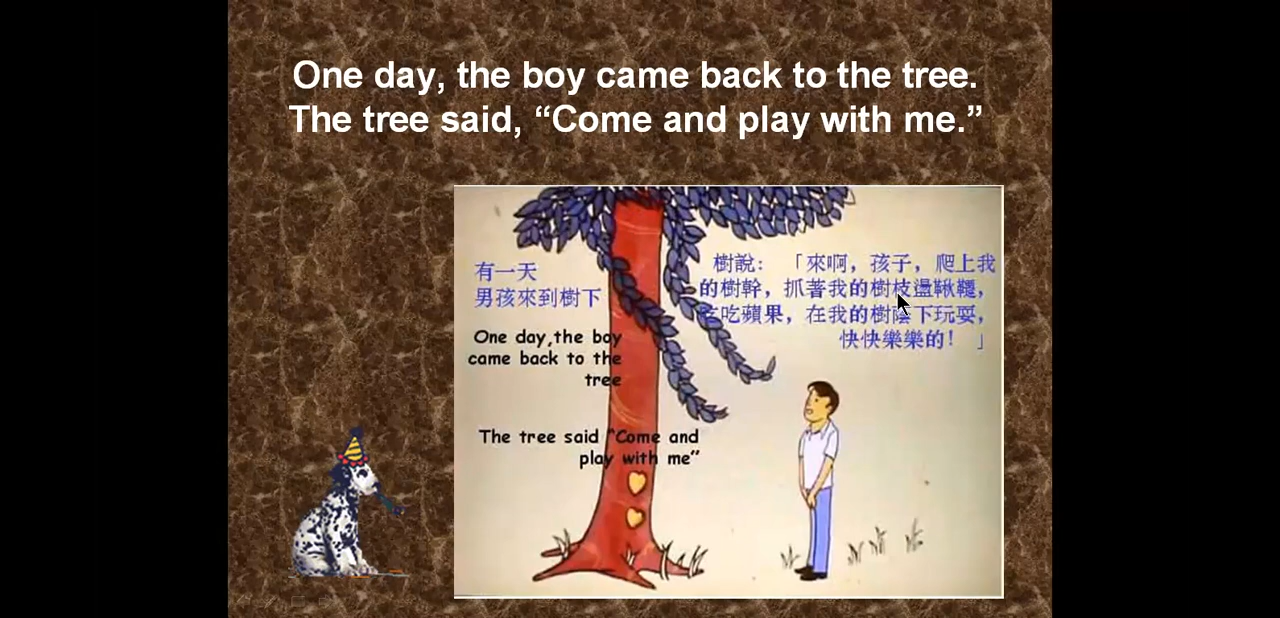 One day, the boy came back to the tree.
The tree said, “Come and play with me.”
有一天
男孩來到樹下
樹說：「來啊，孩子，爬上我
的樹幹，抓著我的樹枝盪鞦韆，
吃吃蘋果，在我的樹蔭下玩耍，
快快樂樂的！」
One day,the boy
came back to the
tree
The tree said “Come and
play with me”